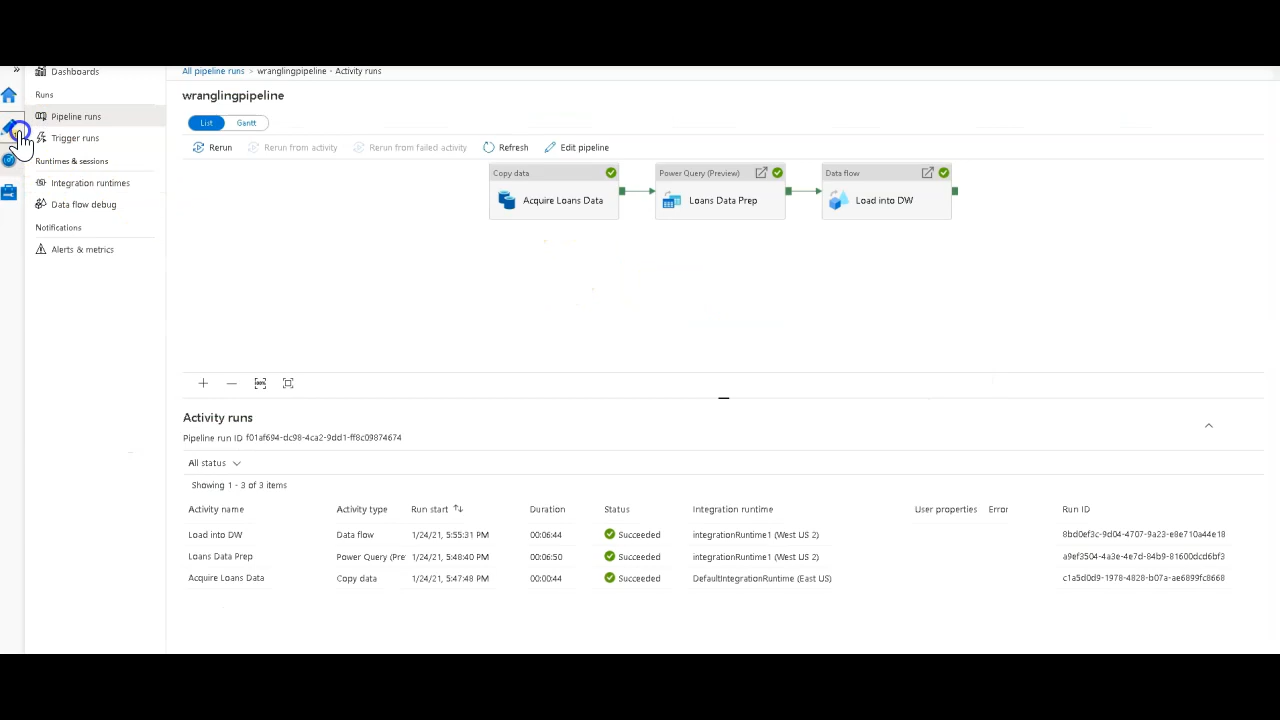 Dashboards
All pipeline runs > wranglingpipeline - Activity runs
Runs
wranglingpipeline
Pipeline runs
List Gantt
Trigger runs
Rerun Rerun from activity Rerun from failed activity Refresh Edit pipeline
Runtimes & sessions
Copy data Power Query (Preview) Data flow
Integration runtimes
Acquire Loans Data Loans Data Prep Load into DW
Data flow debug
Notifications
Alerts & metrics
Activity runs
Pipeline run ID f01af694-dc98-4ca2-9dd1-ff8c09874674
All status
Showing 1 - 3 of 3 items
Activity name Activity type Run start Duration Status Integration runtime User properties Error Run ID
Load into DW Data flow 1/24/21, 5:55:31 PM 00:06:44 Succeeded integrationRuntime1 (West US 2) 8bd0ef3c-9d04-4707-9a23-e8e710a44e18
Loans Data Prep Power Query (Pre 1/24/21, 5:48:40 PM 00:06:50 Succeeded integrationRuntime1 (West US 2) a9ef3504-4a3e-4e7d-84b9-81600dcd6bf3
Acquire Loans Data Copy data 1/24/21, 5:47:48 PM 00:00:44 Succeeded DefaultIntegrationRuntime (East US) c1a5d0d9-1978-4828-b07a-ae6899fc8668